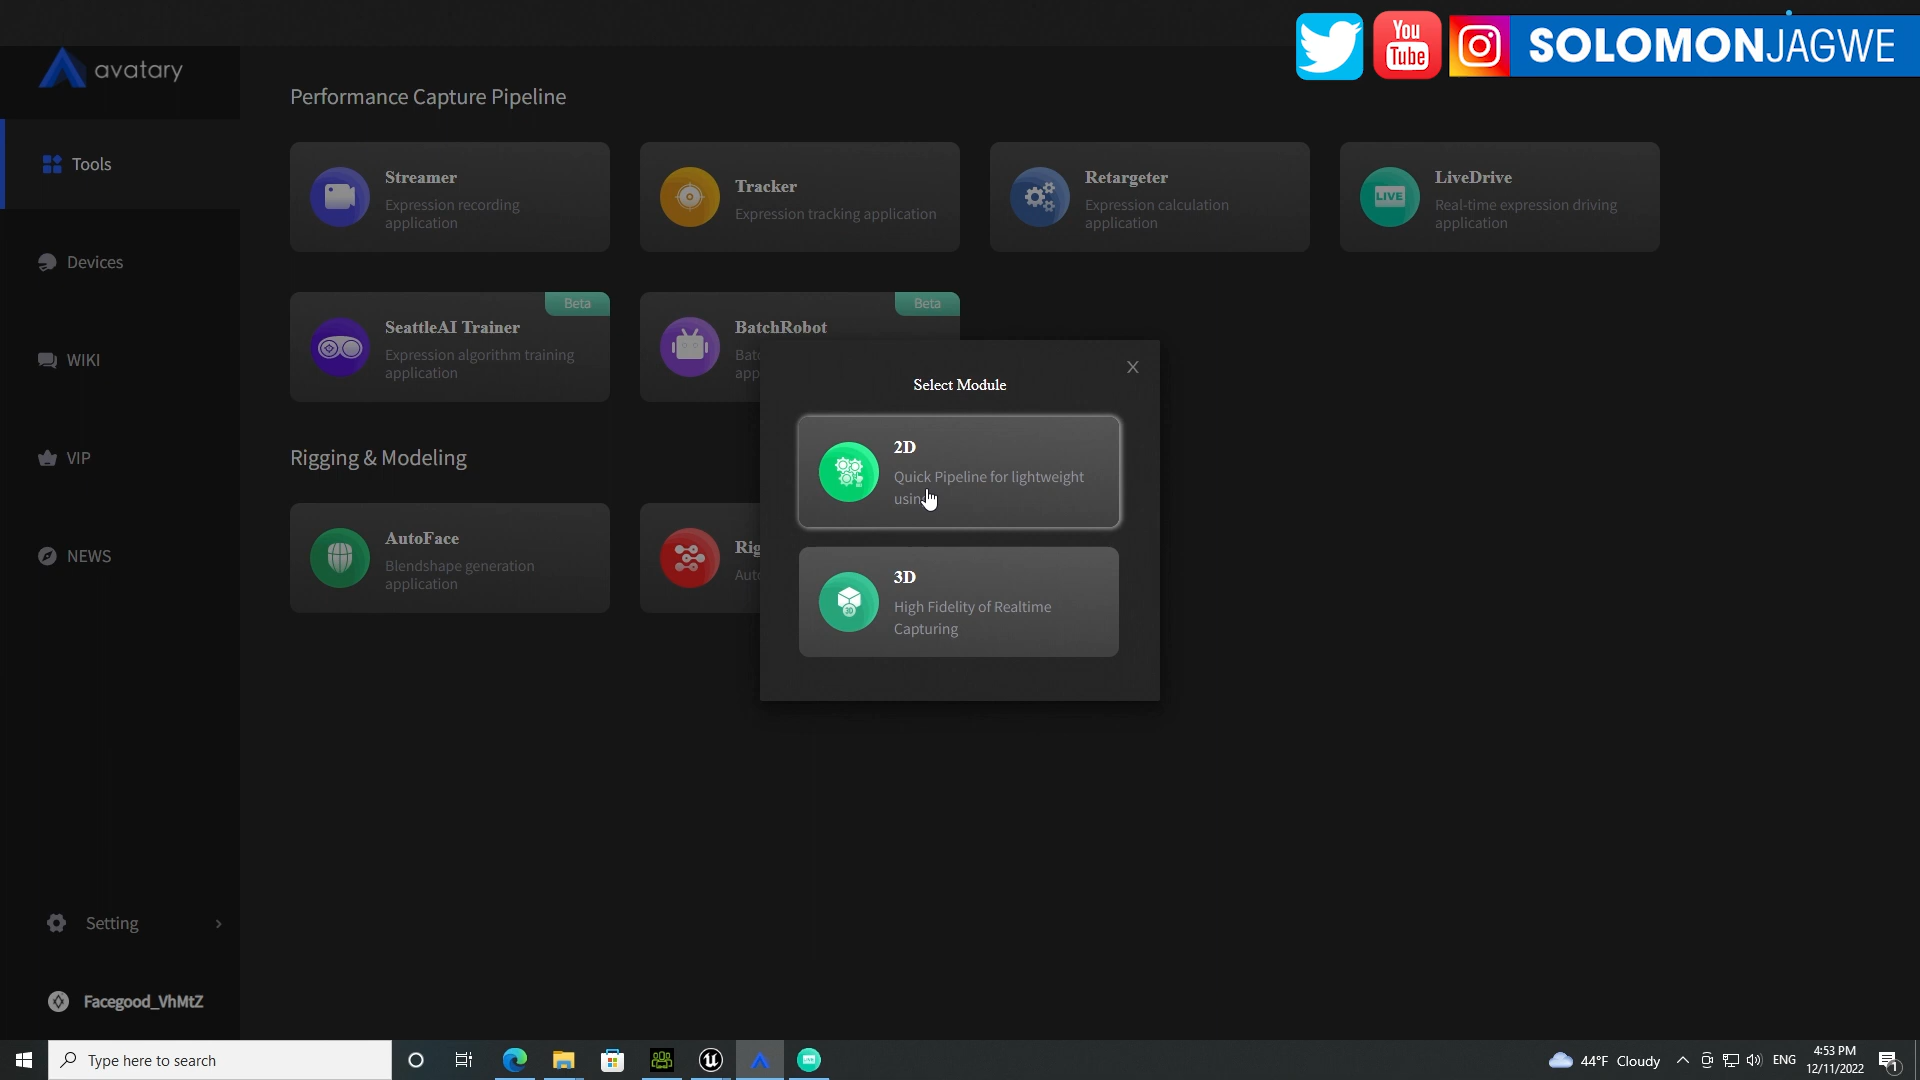 You
Tube
SOLOMONJAGWE
avatary
Performance Capture Pipeline
Tools
Streamer
Expression recording
application
Tracker
Expression tracking application
Retargeter
Expression calculation
application
LIVE
LiveDrive
Real-time expression driving
application
Devices
Beta
SeattleAI Trainer
Expression algorithm training
application
Beta
BatchRobot
WIKI
X
Select Module
2D
Quick Pipeline for lightweight
3D
High Fidelity of Realtime
Capturing
VIP
Rigging & Modeling
NEWS
AutoFace
Blendshape generation
application
Setting
Facegood_VhMtZ
Type here to search
44°F Cloudy
ENG
4:53 PM
12/11/2022
1